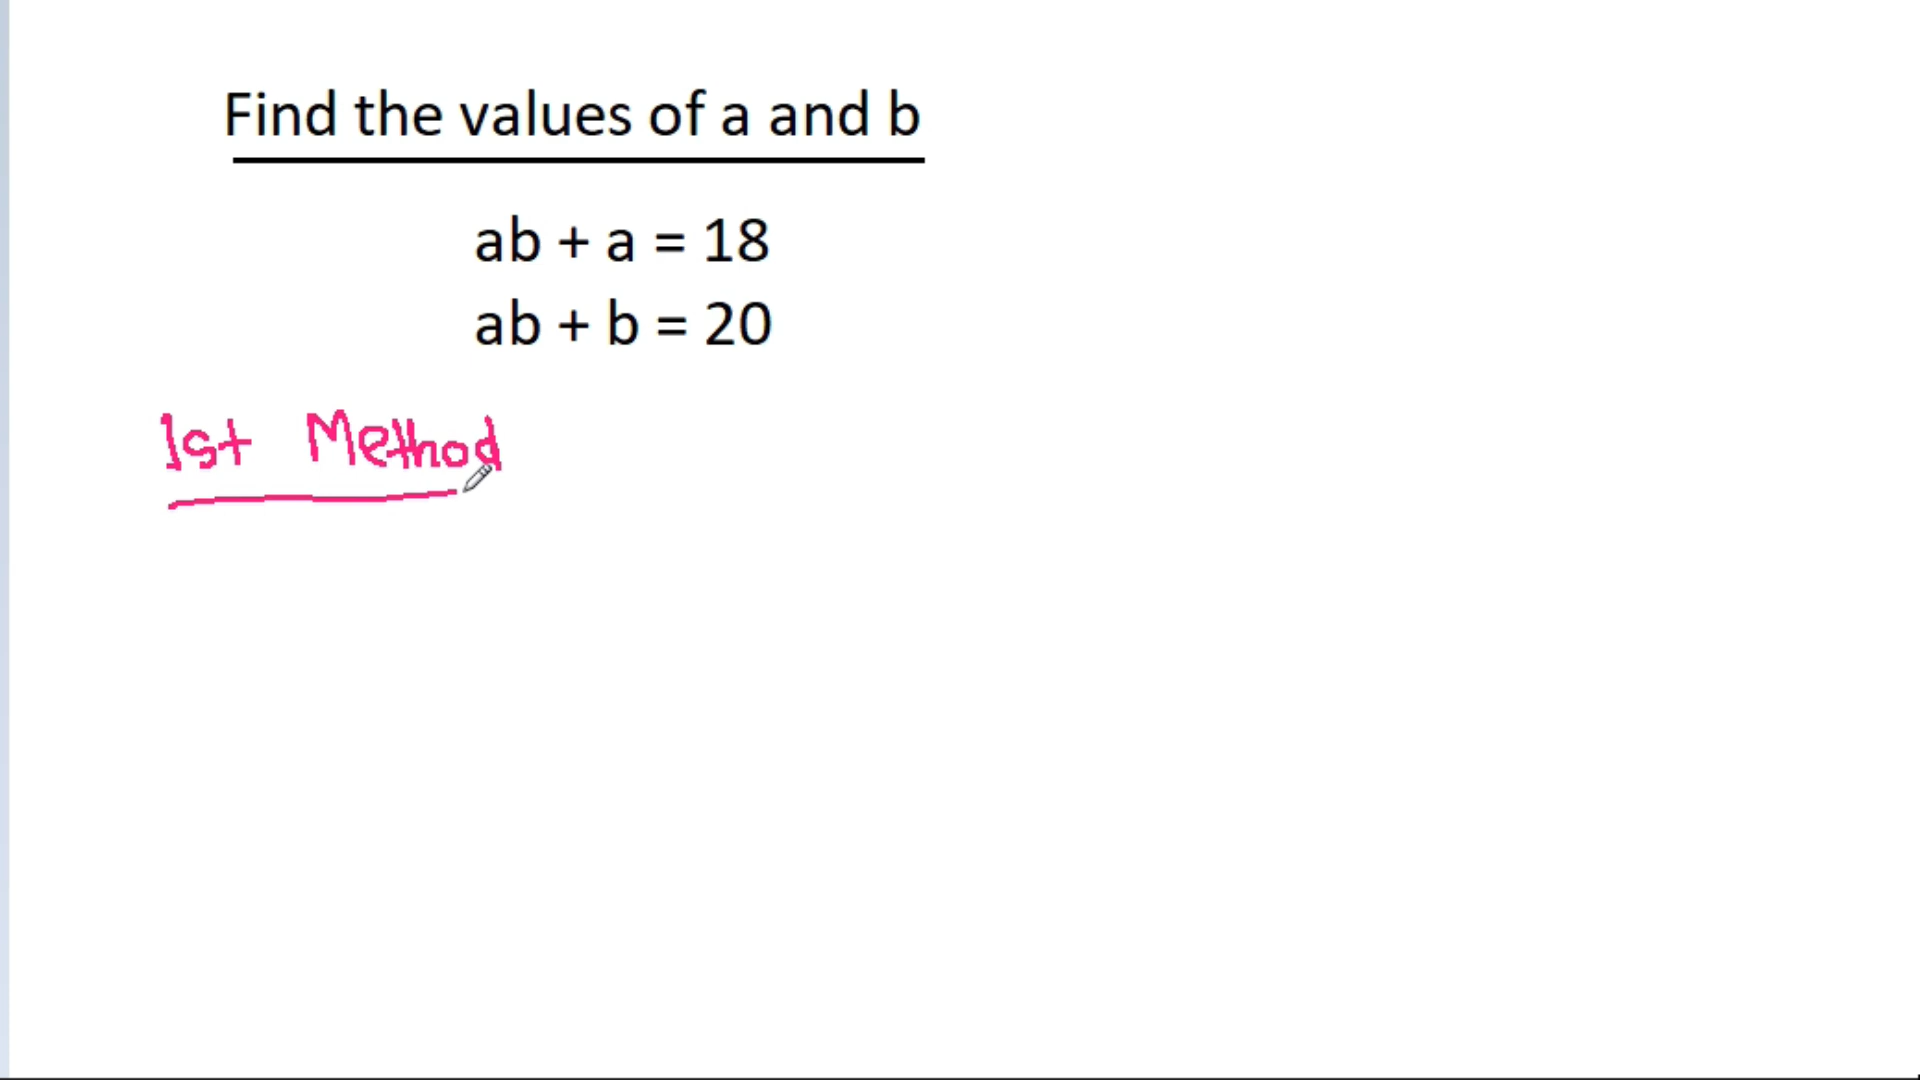 Find the values of a and b
ab + a = 18
ab + b = 20
1st Method